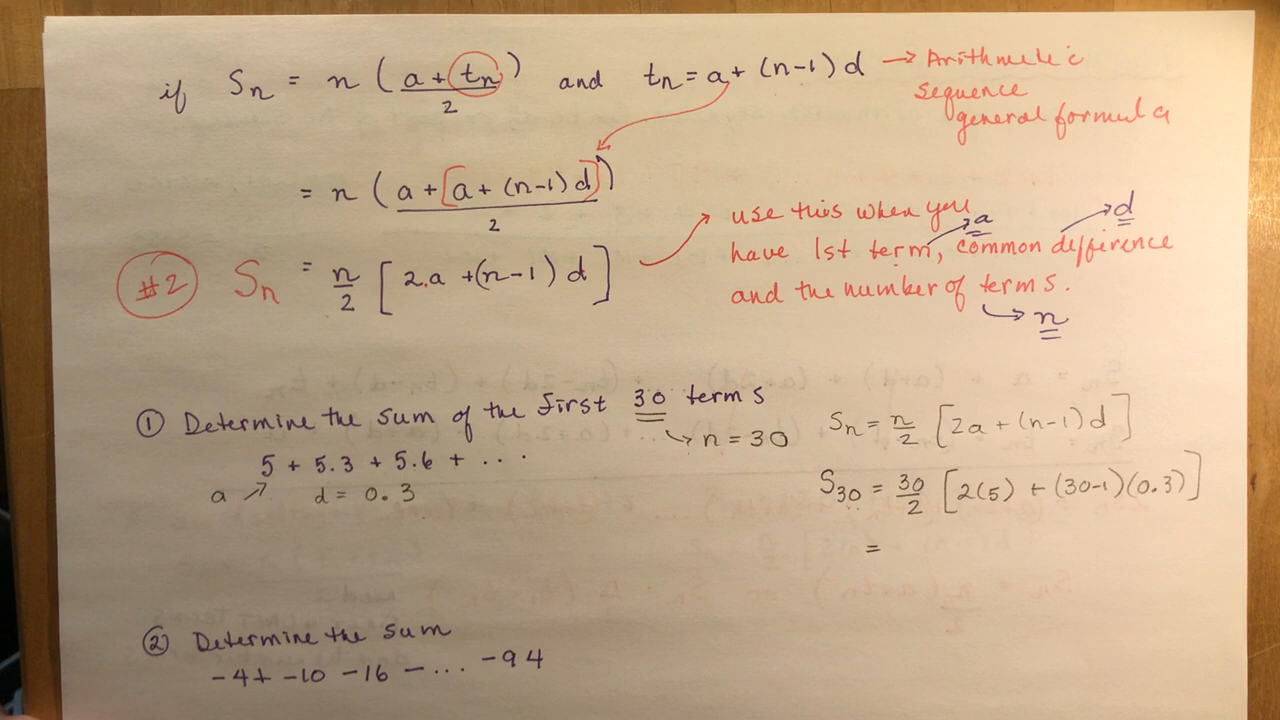 if Sn = n ( a + tn ) / 2 and tn = a + (n-1) d → Arithmetic
sequence
general formula
= n ( a + [a + (n-1) d] ) / 2
#2 Sn = n/2 [ 2.a + (n-1) d ]
use this when you
have 1st term, common difference
a
d
and the number of terms.
n
① Determine the sum of the first 30 terms
n = 30
5 + 5.3 + 5.6 + ...
a d = 0.3
Sn = n/2 [2a + (n-1) d]
S30 = 30/2 [2(5) + (30-1)(0.3)]
=
② Determine the sum
-4 + -10 - 16 - ... -94